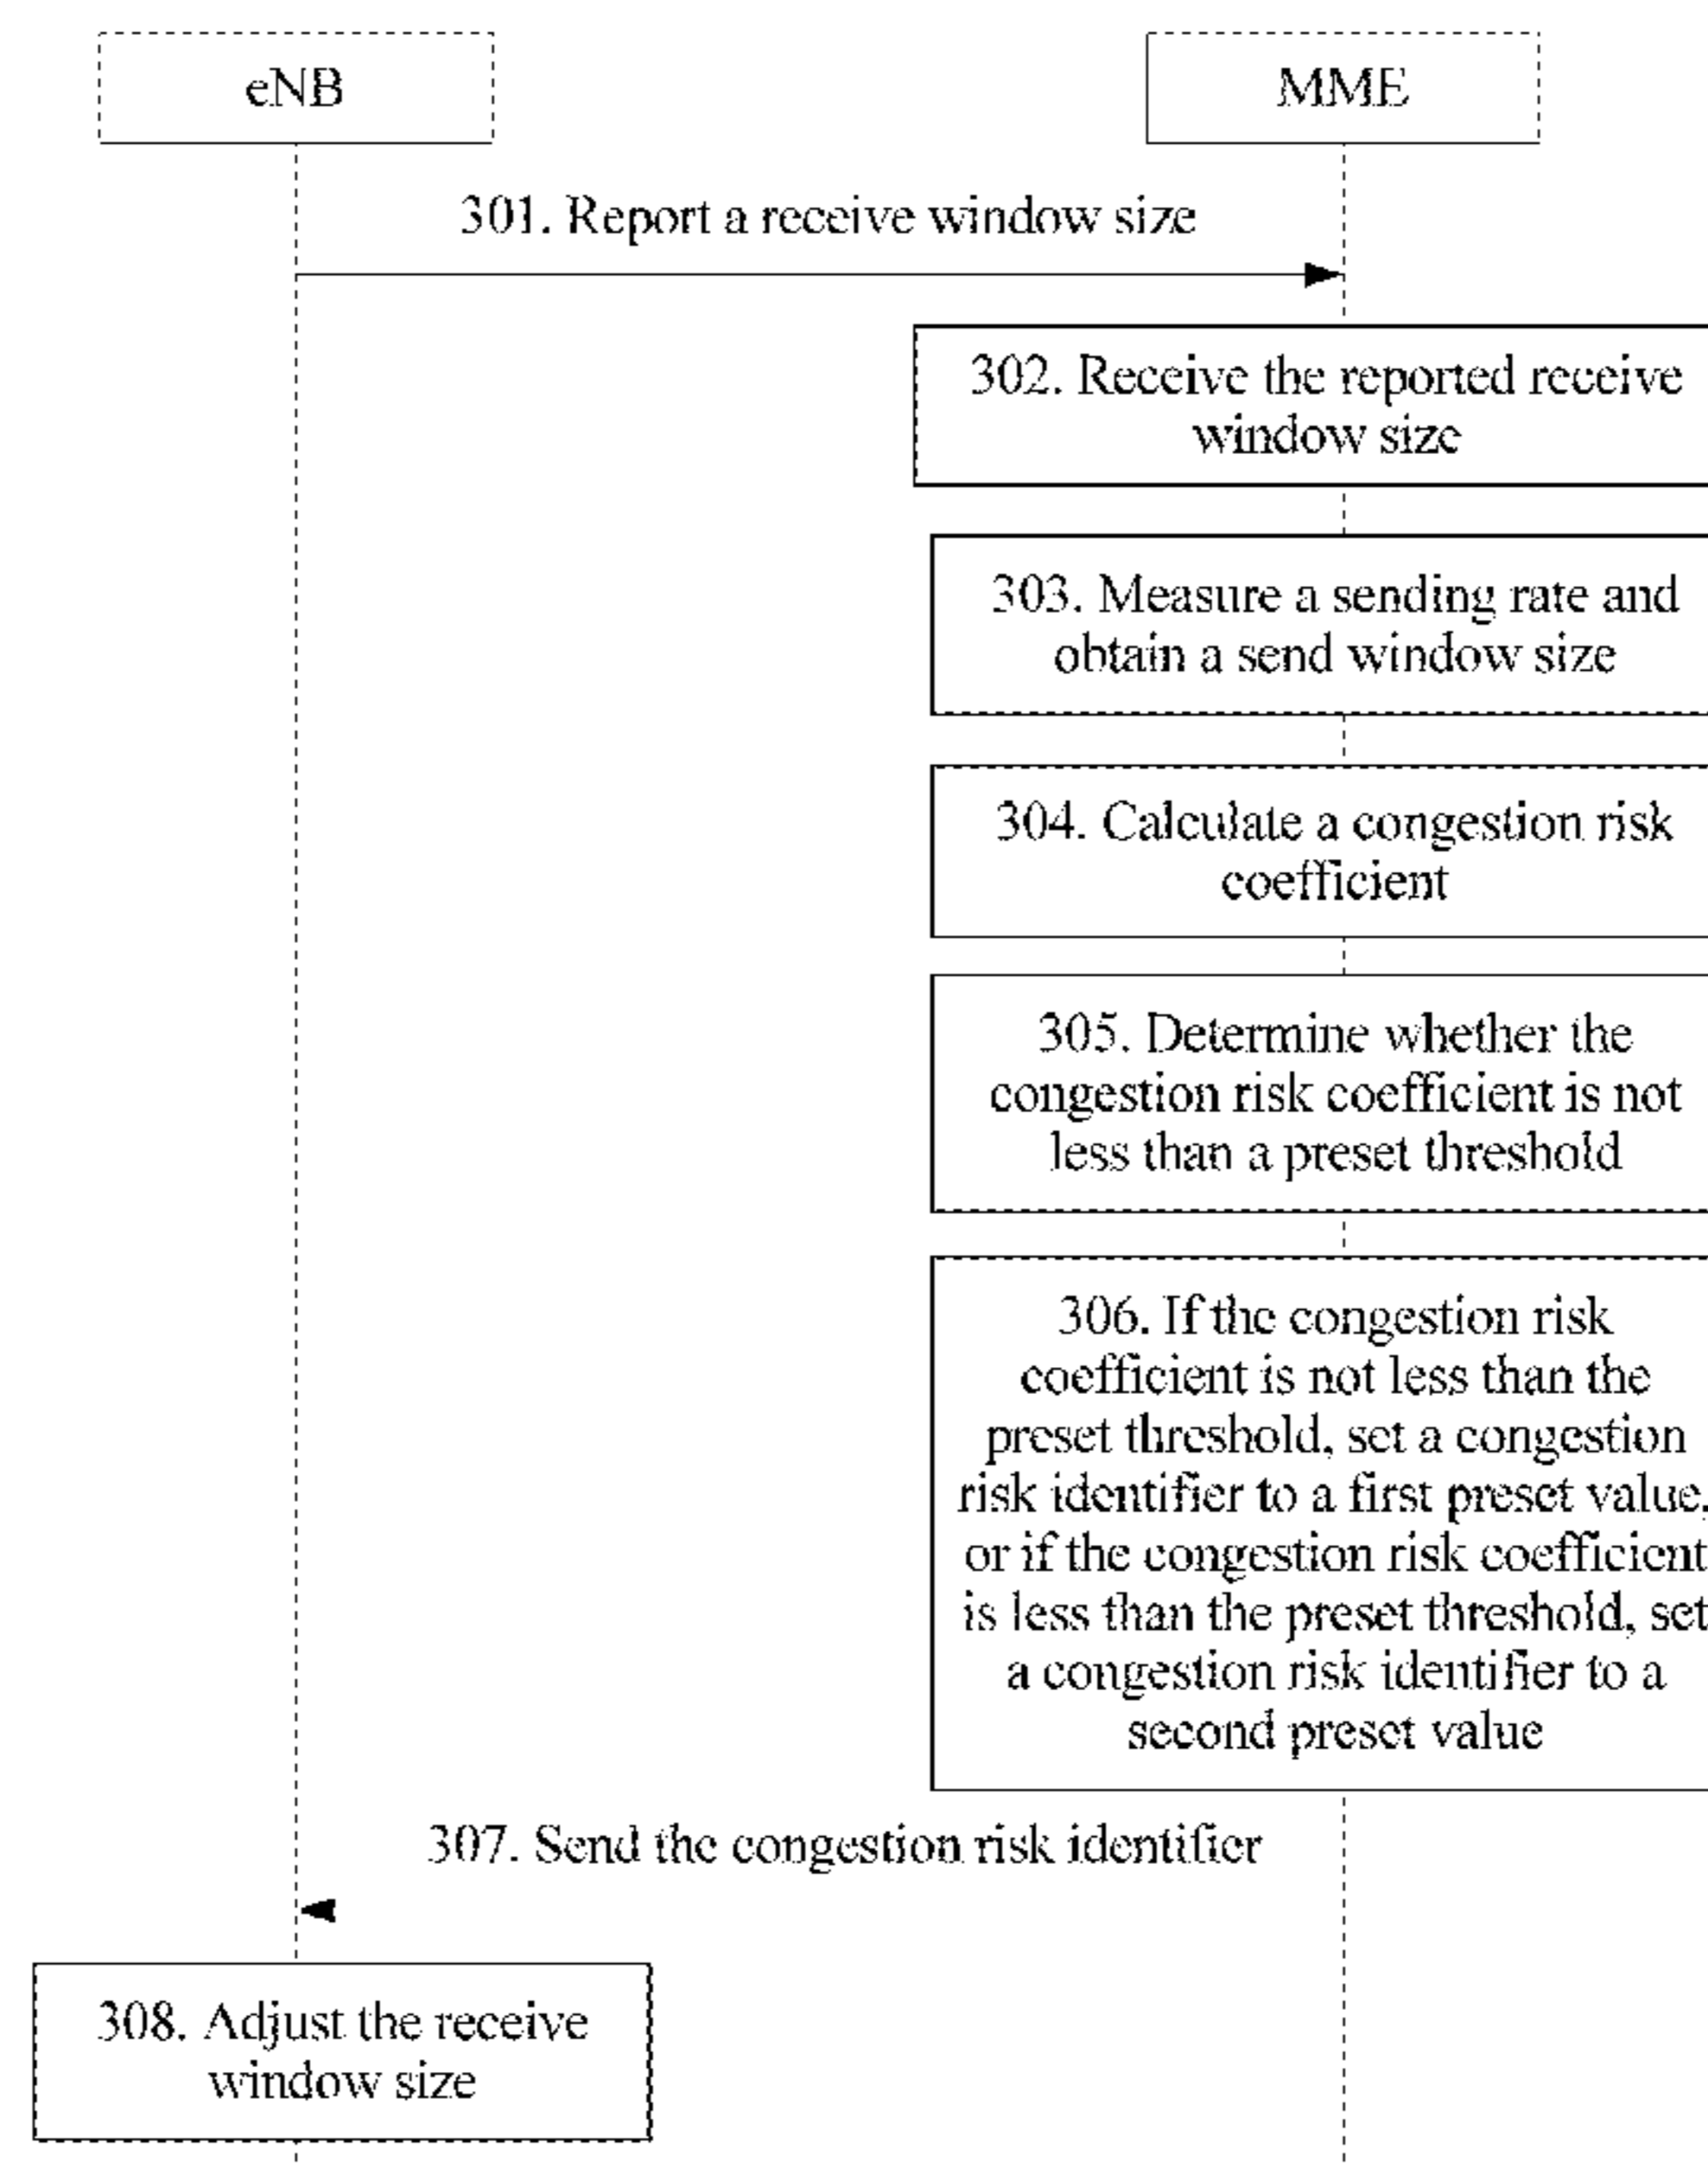 eNB
MME
301. Report a receive window size
302. Receive the reported receive
window size
303. Measure a sending rate and
obtain a send window size
304. Calculate a congestion risk
coefficient
305. Determine whether the
congestion risk coefficient is not
less than a preset threshold
306. If the congestion risk
coefficient is not less than the
preset threshold, set a congestion
risk identifier to a first preset value,
or if the congestion risk coefficient
is less than the preset threshold, set
a congestion risk identifier to a
second preset value
307. Send the congestion risk identifier
308. Adjust the receive
window size